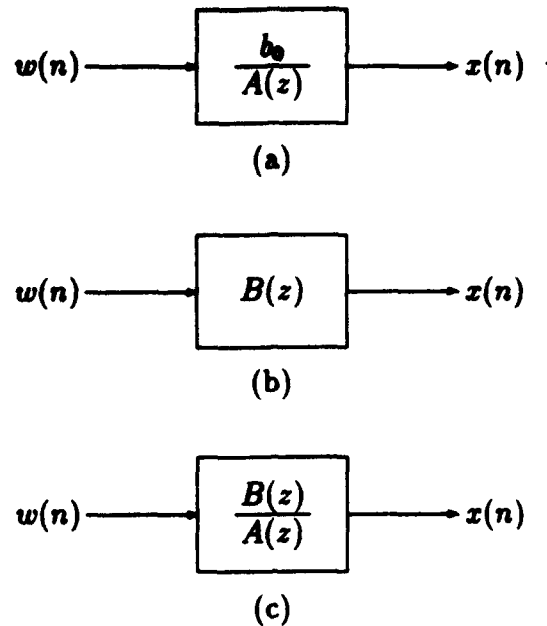 w(n) b₀ / A(z) x(n)
(a)
w(n) B(z) x(n)
(b)
w(n) B(z) / A(z) x(n)
(c)